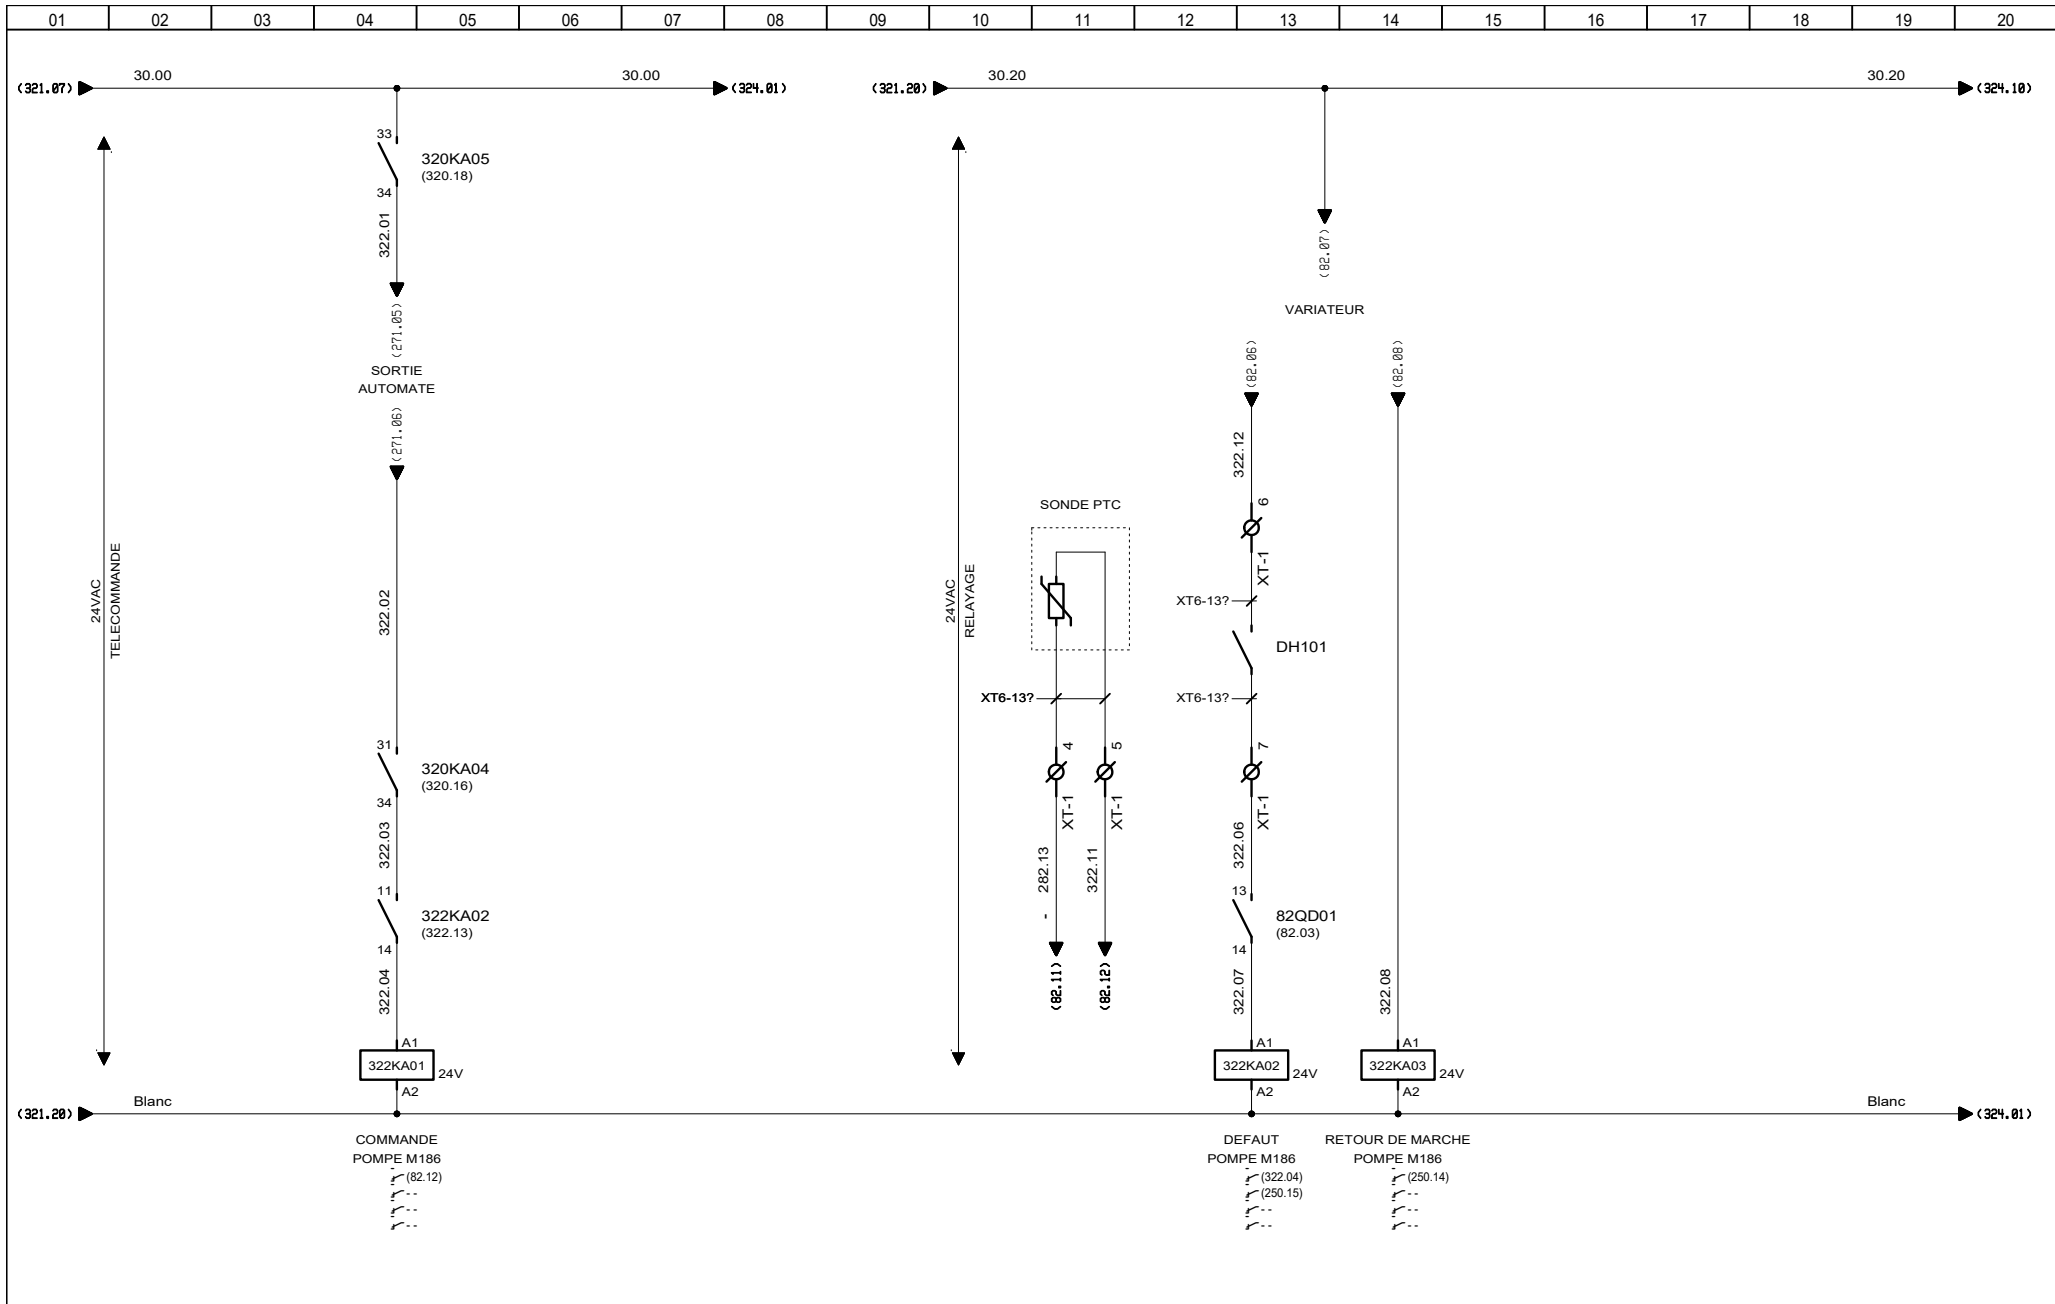 01 02 03 04 05 06 07 08 09 10 11 12 13 14 15 16 17 18 19 20
30.00 30.00 30.20 30.20
(321.07) (324.01) (321.20) (324.10)
33
320KA05
(320.18)
34
322.01
(271.05)
SORTIE
AUTOMATE
(271.06)
322.02
24VAC
TELECOMMANDE
31
320KA04
(320.16)
34
322.03
11
322KA02
(322.13)
14
322.04
A1
322KA01
24V
A2
24VAC
RELAYAGE
SONDE PTC
XT6-13?
4
XT-1
5
XT-1
282.13
-
322.11
(82.11)
(82.12)
(82.07)
VARIATEUR
(82.06)
322.12
6
XT-1
XT6-13?
DH101
XT6-13?
7
XT-1
322.06
13
82QD01
(82.03)
14
322.07
A1
322KA02
24V
A2
(82.08)
322.08
A1
322KA03
24V
A2
(321.20) Blanc Blanc (324.01)
COMMANDE
POMPE M186
(82.12)
--
--
--
DEFAUT
POMPE M186
(322.04)
(250.15)
--
--
RETOUR DE MARCHE
POMPE M186
(250.14)
--
--
--